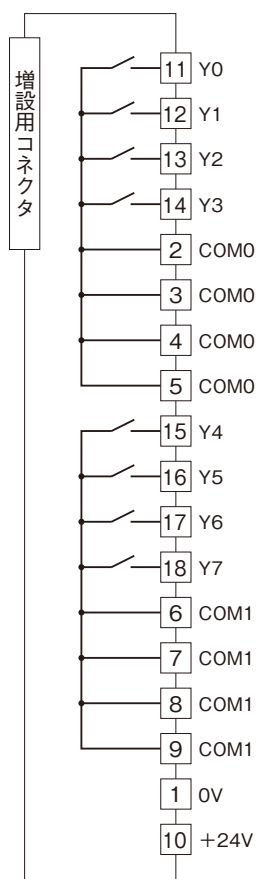 増設用コネクタ
11 Y0
12 Y1
13 Y2
14 Y3
2 COM0
3 COM0
4 COM0
5 COM0
15 Y4
16 Y5
17 Y6
18 Y7
6 COM1
7 COM1
8 COM1
9 COM1
1 0V
10 +24V